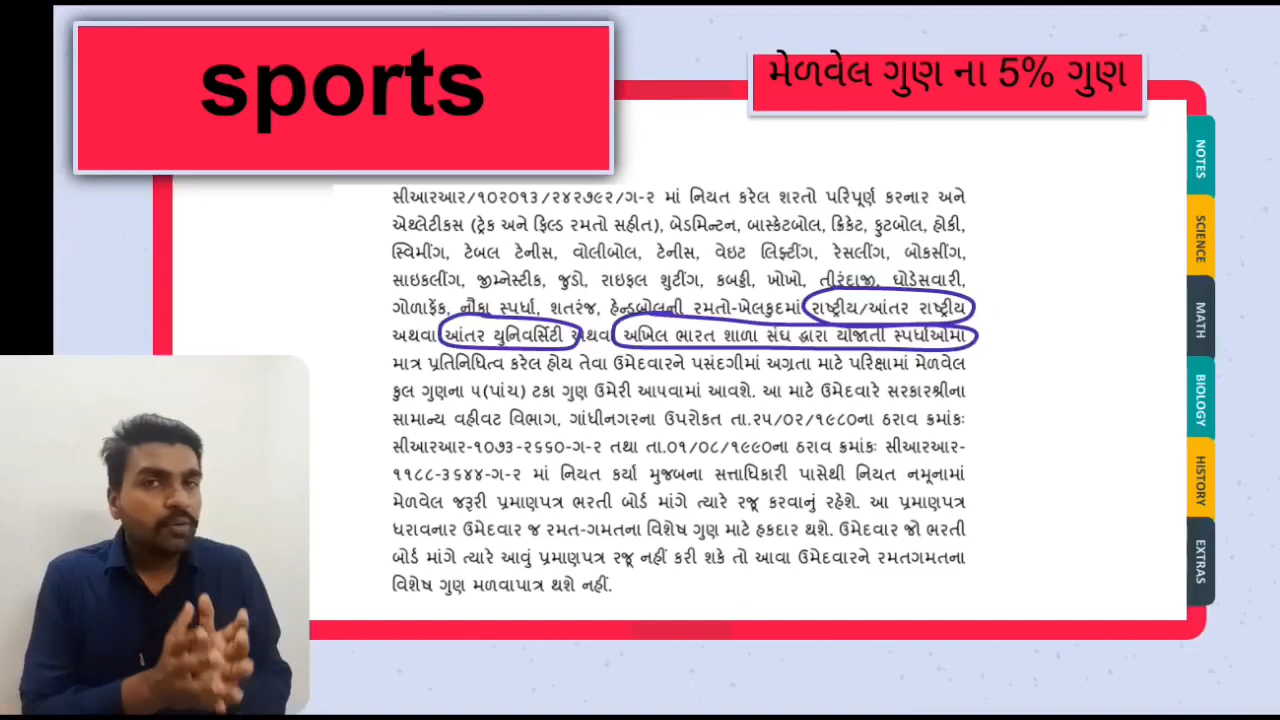 sports
મેળવેલ ગુણ ના 5% ગુણ
સીઆરઆર/૧૦૨૦૧૩/૨૪૨૭૯૨/ગ-૨ માં નિયત કરેલ શરતો પરિપૂર્ણ કરનાર અને
એથ્લેટીકસ (ટ્રેક અને ફિલ્ડ રમતો સહીત), બેડમિન્ટન, બાસ્કેટબોલ, ક્રિકેટ, ફુટબોલ, હોકી,
સ્વિમીંગ, ટેબલ ટેનીસ, વોલીબોલ, ટેનીસ, વેઇટ લિફ્ટીંગ, રેસલીંગ, બોકસીંગ,
સાઇકલીંગ, જીમ્નેસ્ટીક, જુડો, રાઇફલ શુટીંગ, કબડ્ડી, ખોખો, તીરંદાજી, ઘોડેસવારી,
ગોળાફેંક, નૌકા સ્પર્ધા, શતરંજ, હેન્ડબોલની રમતો-ખેલકુદમાં રાષ્ટ્રીય/આંતર રાષ્ટ્રીય
અથવા આંતર યુનિવર્સિટી અથવા અખિલ ભારત શાળા સંઘ દ્વારા યોજાતી સ્પર્ધાઓમાં
માત્ર પ્રતિનિધિત્વ કરેલ હોય તેવા ઉમેદવારને પસંદગીમાં અગ્રતા માટે પરિક્ષામાં મેળવેલ
કુલ ગુણના ૫(પાંચ) ટકા ગુણ ઉમેરી આપવામાં આવશે. આ માટે ઉમેદવારે સરકારશ્રીના
સામાન્ય વહીવટ વિભાગ, ગાંધીનગરના ઉપરોકત તા.૨૫/૦૨/૧૯૮૦ના ઠરાવ ક્રમાંકઃ
સીઆરઆર-૧૦૭૩-૨૬૬૦-ગ-૨ તથા તા.૦૧/૦૮/૧૯૯૦ના ઠરાવ ક્રમાંકઃ સીઆરઆર-
૧૧૮૮-૩૬૪૪-ગ-૨ માં નિયત કર્યા મુજબના સત્તાધિકારી પાસેથી નિયત નમૂનામાં
મેળવેલ જરૂરી પ્રમાણપત્ર ભરતી બોર્ડ માંગે ત્યારે રજૂ કરવાનું રહેશે. આ પ્રમાણપત્ર
ધરાવનાર ઉમેદવાર જ રમત-ગમતના વિશેષ ગુણ માટે હકદાર થશે. ઉમેદવાર જો ભરતી
બોર્ડ માંગે ત્યારે આવું પ્રમાણપત્ર રજૂ નહીં કરી શકે તો આવા ઉમેદવારને રમતગમતના
વિશેષ ગુણ મળવાપાત્ર થશે નહીં.
NOTES
SCIENCE
MATH
BIOLOGY
HISTORY
EXTRAS